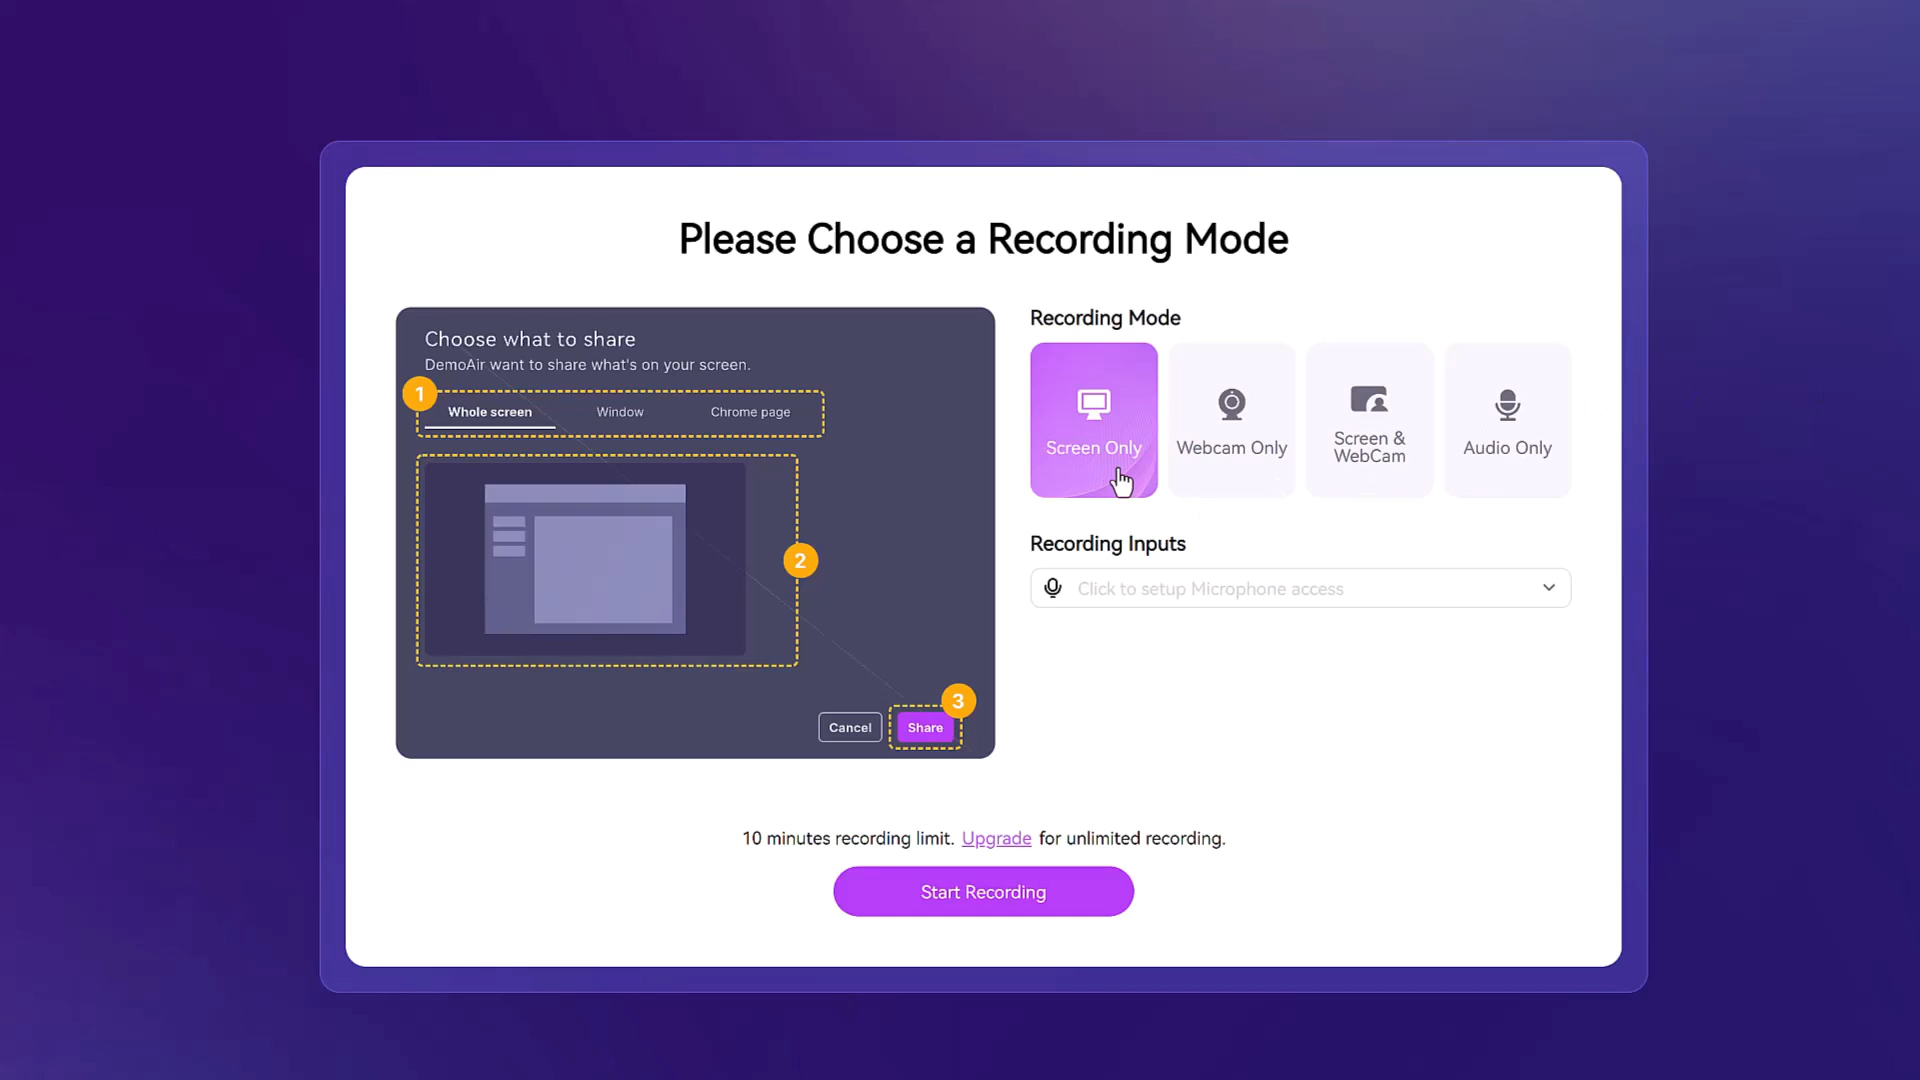 Please Choose a Recording Mode
Choose what to share
DemoAir want to share what's on your screen.
1
Whole screen Window Chrome page
2
3
Cancel Share
Recording Mode
Screen Only
Webcam Only
Screen &
WebCam
Audio Only
Recording Inputs
Click to setup Microphone access
10 minutes recording limit. Upgrade for unlimited recording.
Start Recording